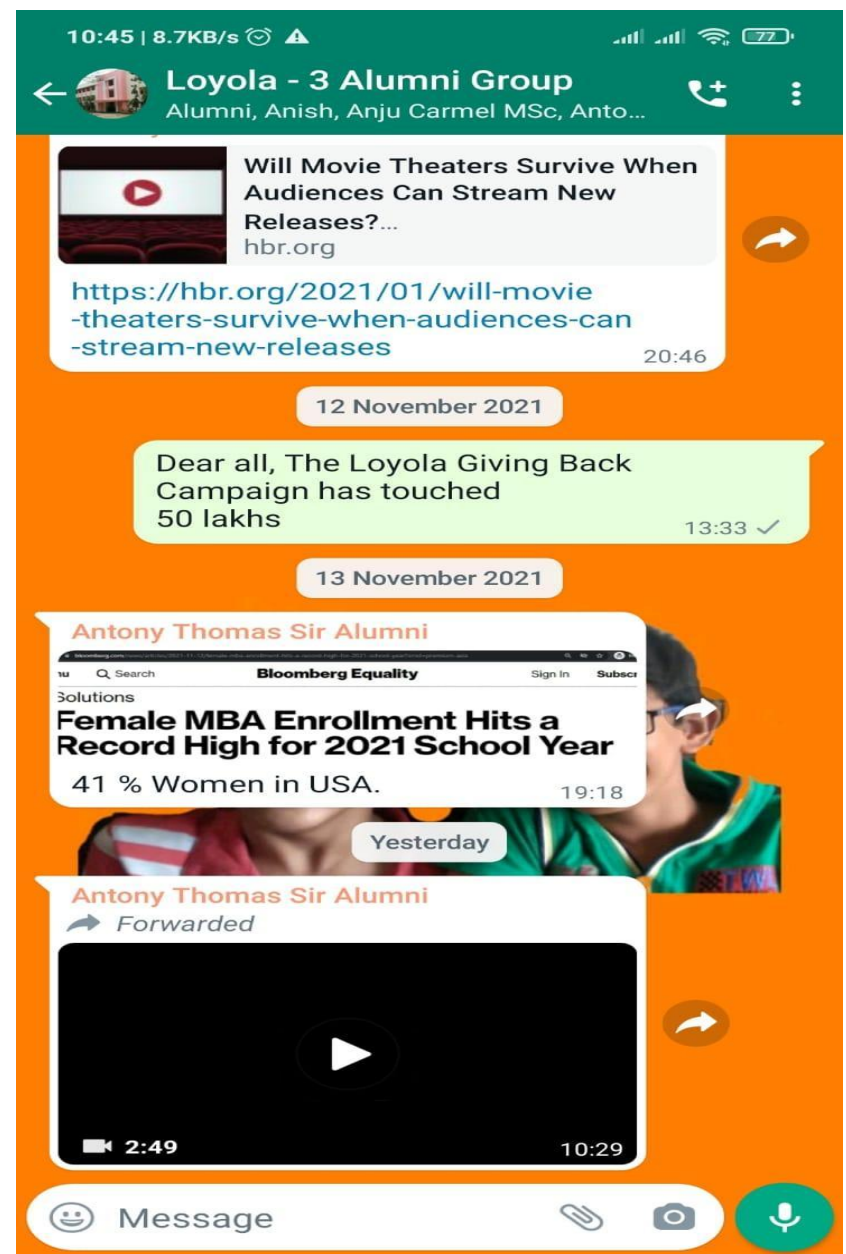 10:45 | 8.7KB/s
77
Loyola - 3 Alumni Group
Alumni, Anish, Anju Carmel MSc, Anto...
Will Movie Theaters Survive When
Audiences Can Stream New
Releases?...
hbr.org
https://hbr.org/2021/01/will-movie
-theaters-survive-when-audiences-can
-stream-new-releases
20:46
12 November 2021
Dear all, The Loyola Giving Back
Campaign has touched
50 lakhs
13:33
13 November 2021
Antony Thomas Sir Alumni
Search Bloomberg Equality Sign In Subscr
Solutions
Female MBA Enrollment Hits a
Record High for 2021 School Year
41 % Women in USA.
19:18
Yesterday
Antony Thomas Sir Alumni
Forwarded
2:49 10:29
Message